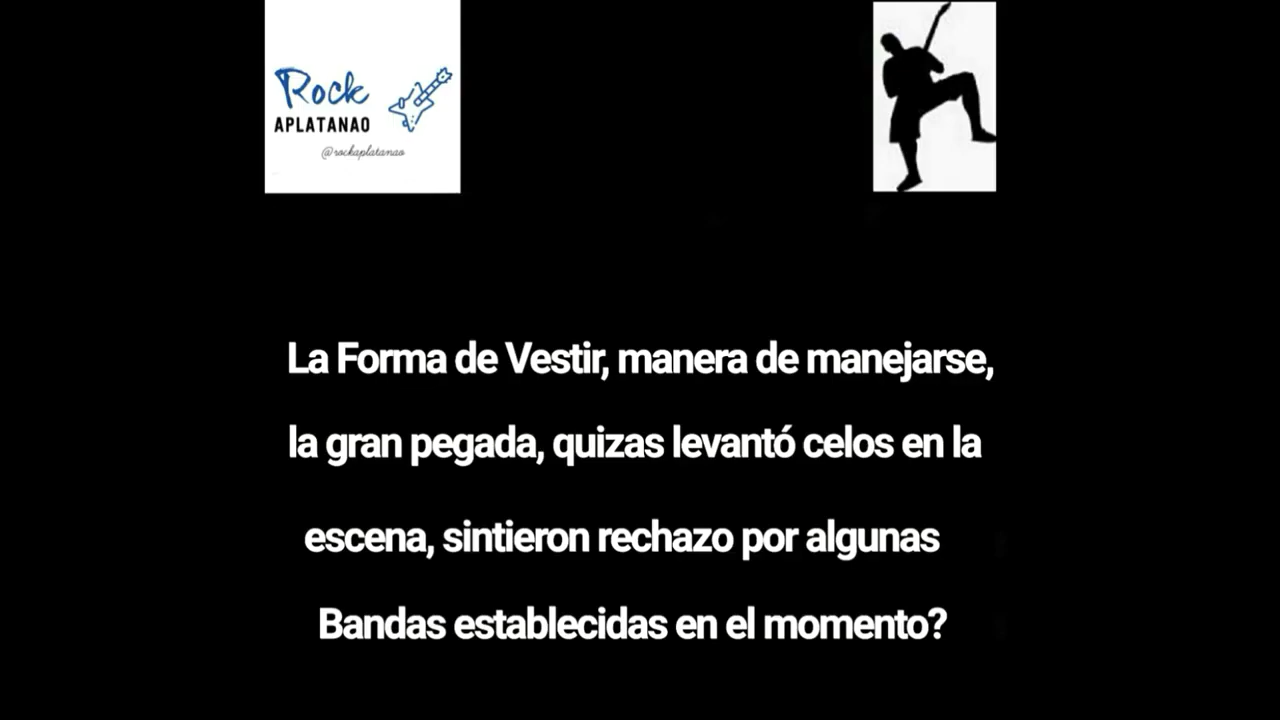 Rock
APLATANAO
@rockaplatanao
La Forma de Vestir, manera de manejarse,
la gran pegada, quizas levantó celos en la
escena, sintieron rechazo por algunas
Bandas establecidas en el momento?